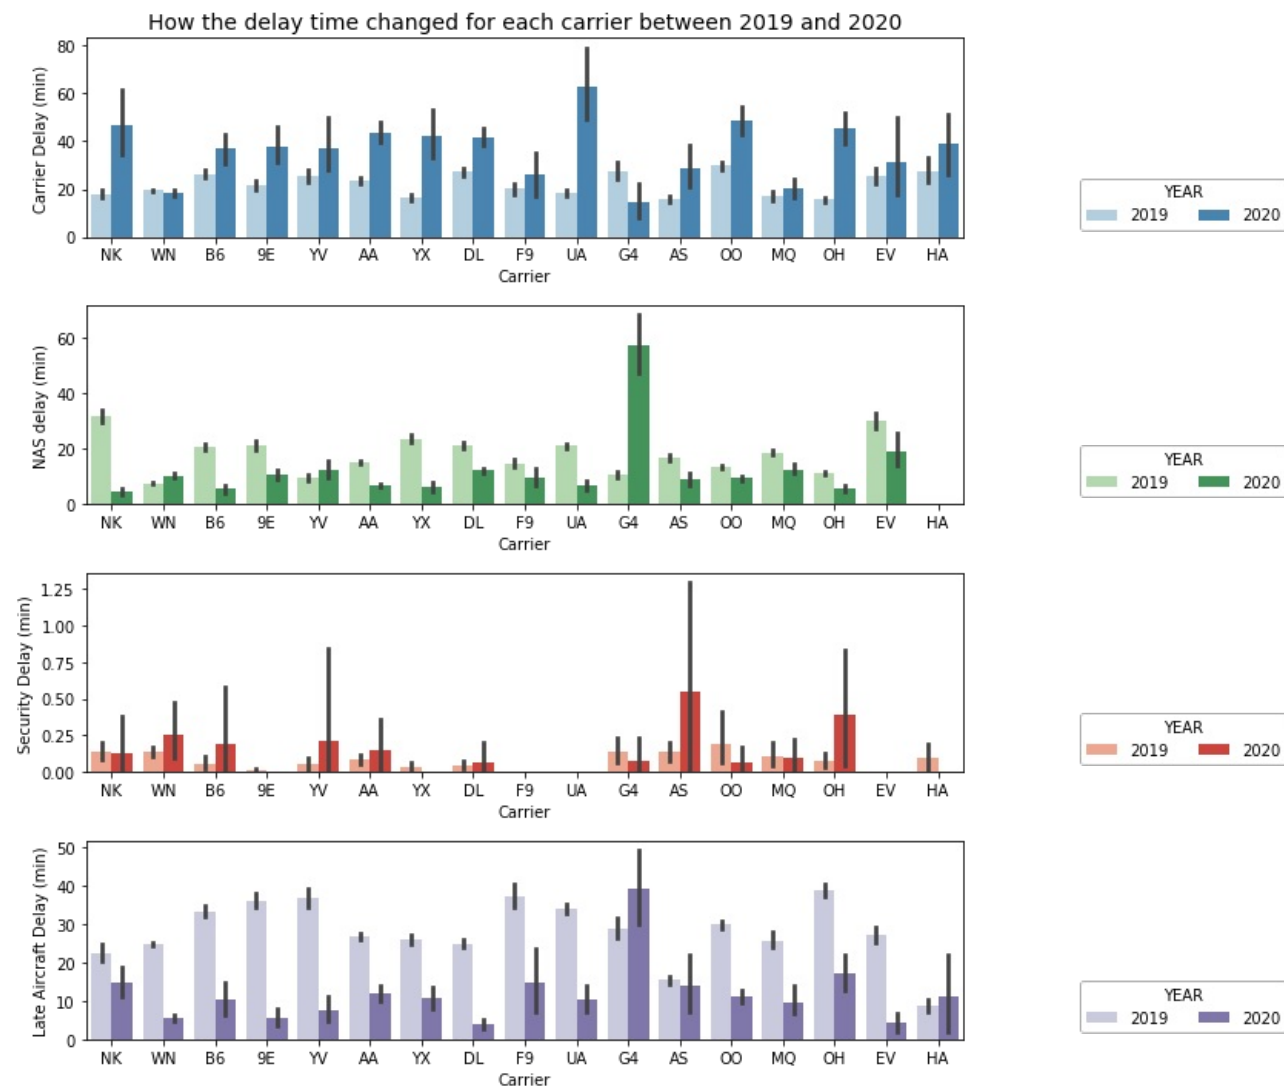 How the delay time changed for each carrier between 2019 and 2020
Carrier Delay (min)
80
60
40
20
0
NK WN B6 9E YV AA YX DL F9 UA G4 AS OO MQ OH EV HA
Carrier
YEAR
2019 2020
NAS delay (min)
60
40
20
0
NK WN B6 9E YV AA YX DL F9 UA G4 AS OO MQ OH EV HA
Carrier
YEAR
2019 2020
Security Delay (min)
1.25
1.00
0.75
0.50
0.25
0.00
NK WN B6 9E YV AA YX DL F9 UA G4 AS OO MQ OH EV HA
Carrier
YEAR
2019 2020
Late Aircraft Delay (min)
50
40
30
20
10
0
NK WN B6 9E YV AA YX DL F9 UA G4 AS OO MQ OH EV HA
Carrier
YEAR
2019 2020